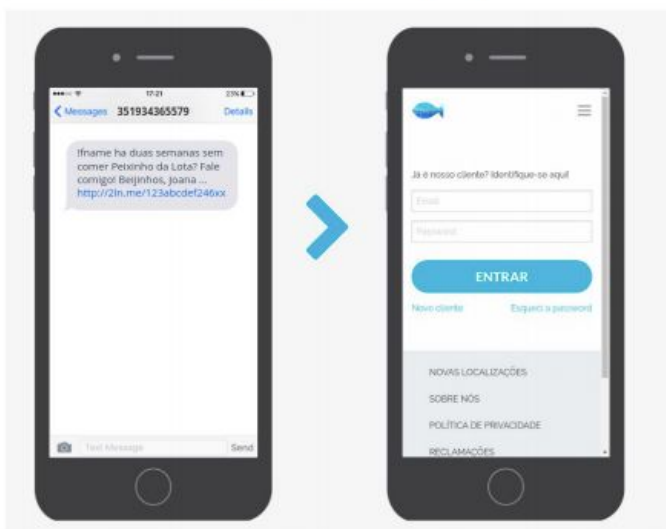 17:21
23%
Messages 351934365579 Details
!fname ha duas semanas sem
comer Peixinho da Lota? Fale
comigo! Beijinhos, Joana ...
http://2ln.me/123abcdef246xx
Text Message Send
Já é nosso cliente? Identifique-se aqui!
Email
Password
ENTRAR
Novo cliente Esqueci a password
NOVAS LOCALIZAÇÕES
SOBRE NÓS
POLÍTICA DE PRIVACIDADE
RECLAMAÇÕES